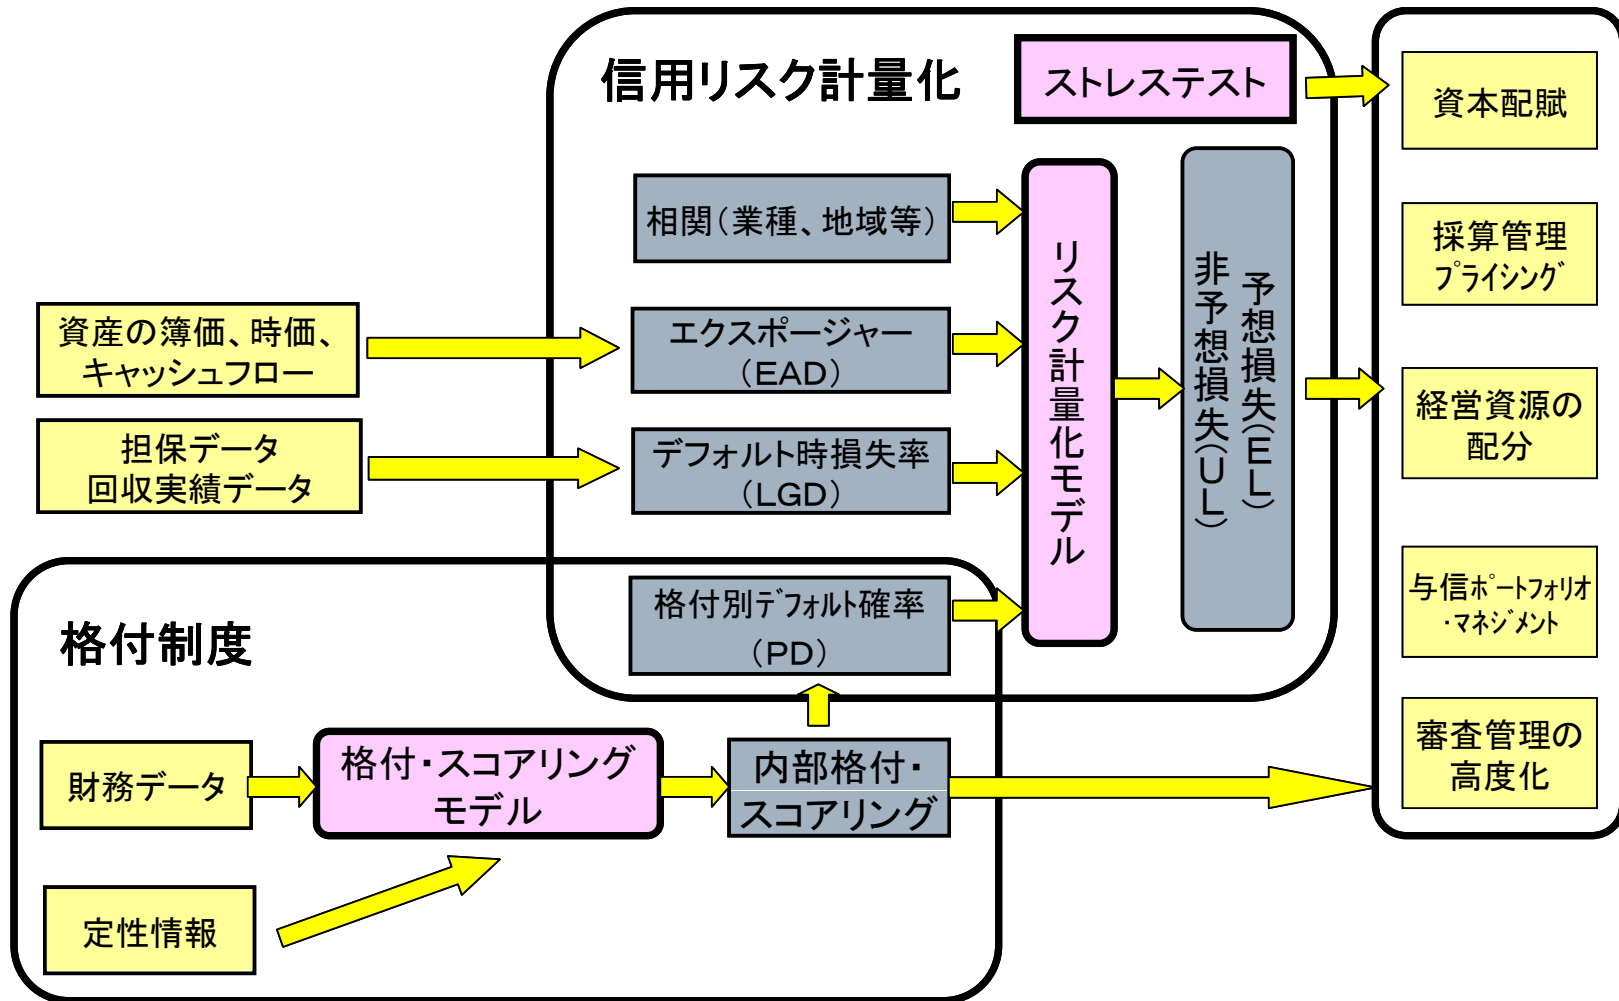 信用リスク計量化
ストレステスト
資本配賦
相関（業種、地域等）
採算管理
プライシング
資産の簿価、時価、
キャッシュフロー
エクスポージャー
（EAD）
リスク計量化モデル
予想損失（EL）
非予想損失（UL）
経営資源の
配分
担保データ
回収実績データ
デフォルト時損失率
（LGD）
格付制度
格付別デフォルト確率
（PD）
与信ポートフォリオ
・マネジメント
財務データ
格付・スコアリング
モデル
内部格付・
スコアリング
審査管理の
高度化
定性情報